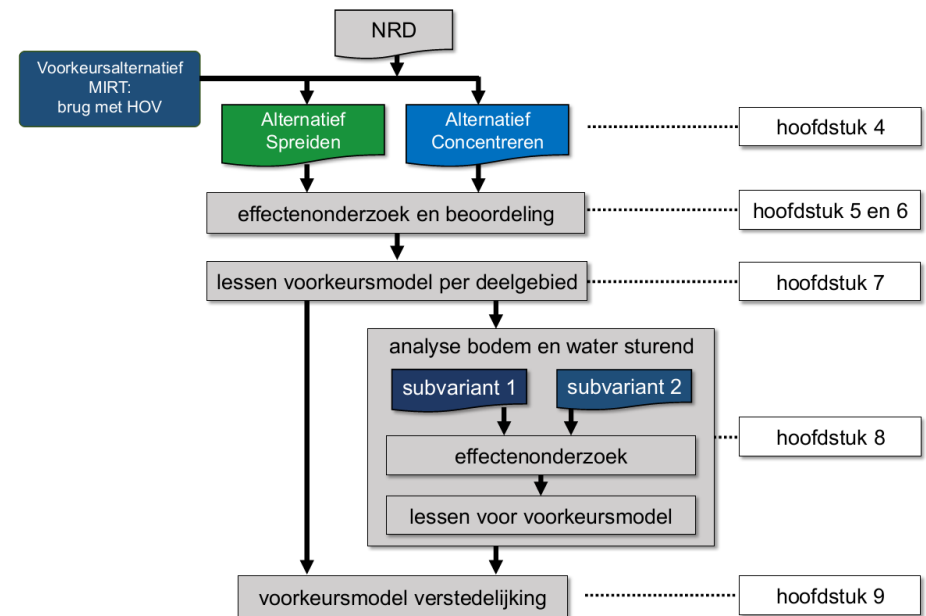 NRD
Voorkeursalternatief
MIRT:
brug met HOV
Alternatief
Spreiden
Alternatief
Concentreren
hoofdstuk 4
effectenonderzoek en beoordeling
hoofdstuk 5 en 6
lessen voorkeursmodel per deelgebied
hoofdstuk 7
analyse bodem en water sturend
subvariant 1
subvariant 2
effectenonderzoek
hoofdstuk 8
lessen voor voorkeursmodel
voorkeursmodel verstedelijking
hoofdstuk 9